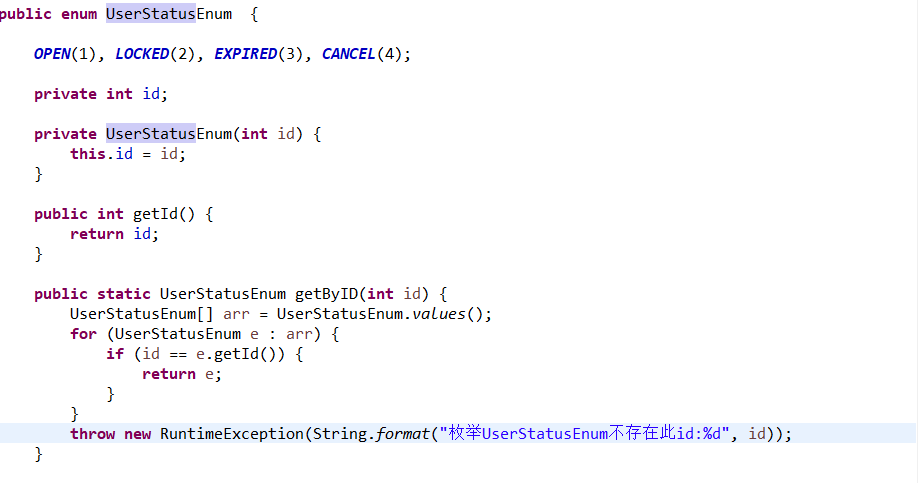 public enum UserStatusEnum  {
OPEN(1), LOCKED(2), EXPIRED(3), CANCEL(4);
private int id;
private UserStatusEnum(int id) {
this.id = id;
}
public int getId() {
return id;
}
public static UserStatusEnum getByID(int id) {
UserStatusEnum[] arr = UserStatusEnum.values();
for (UserStatusEnum e : arr) {
if (id == e.getId()) {
return e;
}
}
throw new RuntimeException(String.format("枚举UserStatusEnum不存在此id:%d", id));
}